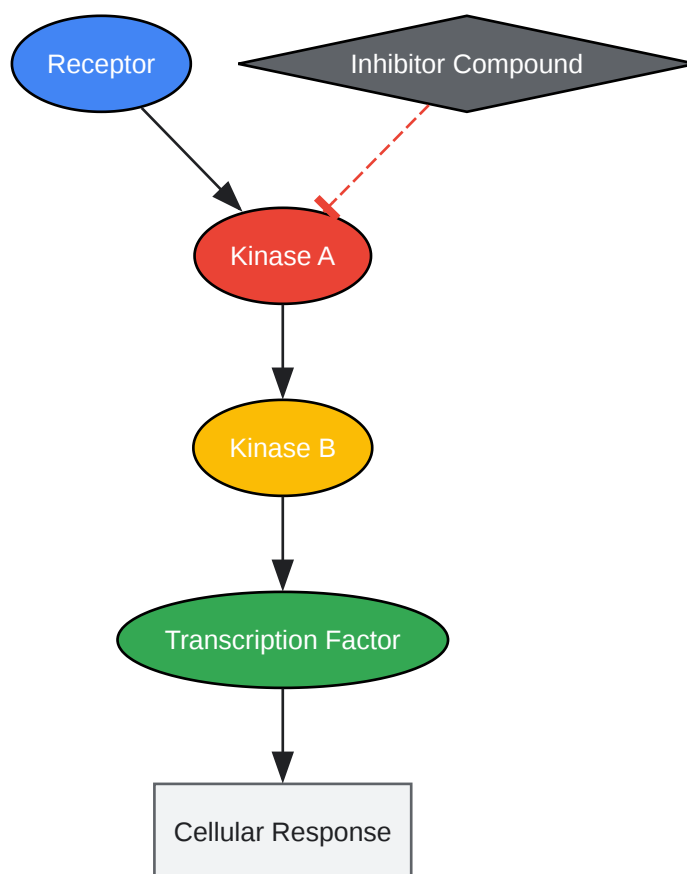 Receptor
Inhibitor Compound
Kinase A
Kinase B
Transcription Factor
Cellular Response